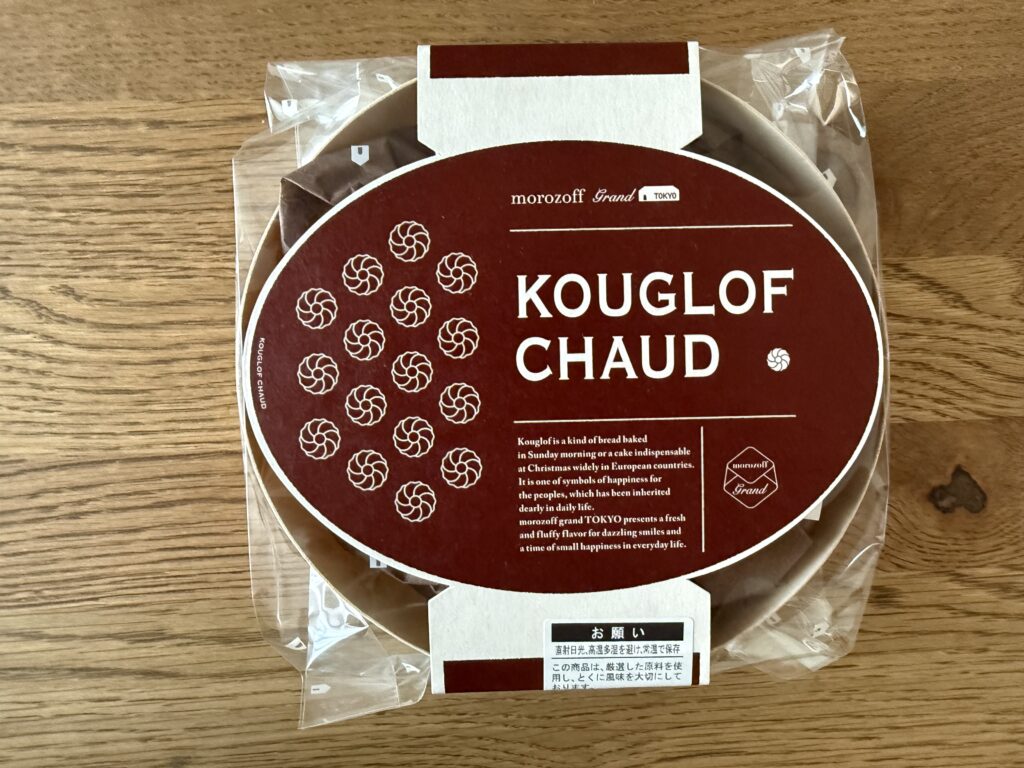 morozoff Grand TOKYO
KOUGLOF
CHAUD
KOUGLOF CHAUD
Kouglof is a kind of bread baked
in Sunday morning or a cake indispensable
at Christmas widely in European countries.
It is one of symbols of happiness for
the peoples, which has been inherited
dearly in daily life.
morozoff grand TOKYO presents a fresh
and fluffy flavor for dazzling smiles and
a time of small happiness in everyday life.
morozoff
Grand
お願い
直射日光、高温多湿を避け、常温で保存
この商品は、厳選した原料を使
用し、とくに風味を大切にして
おります。